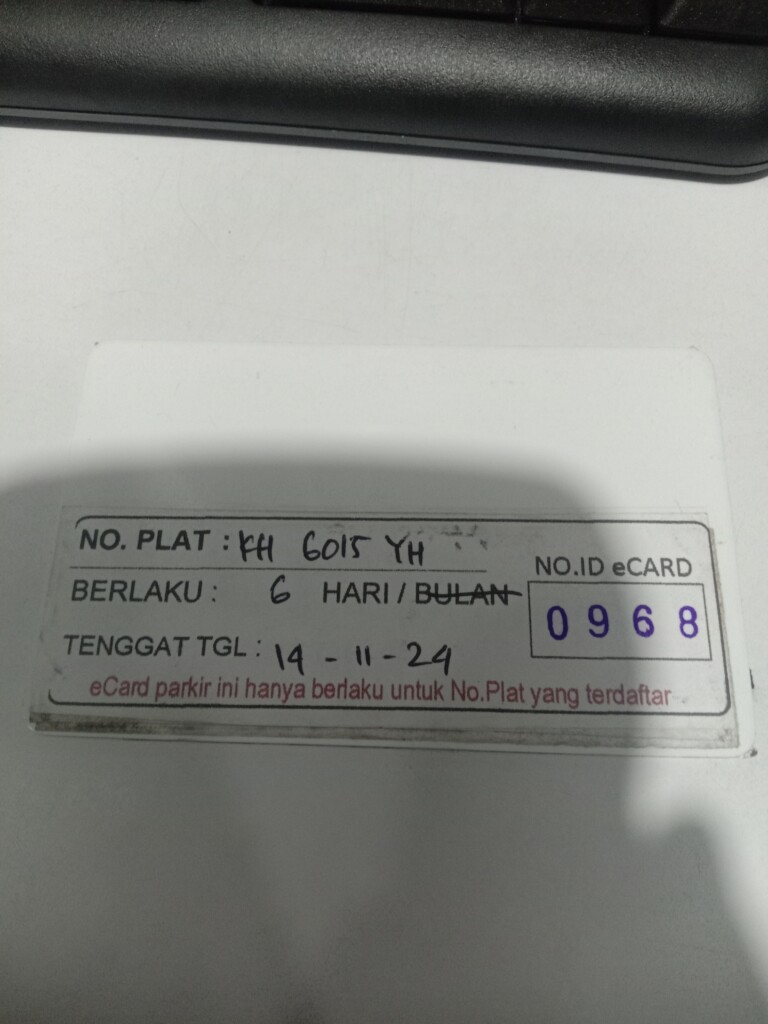 NO. PLAT : KH 6015 YH
NO.ID eCARD
BERLAKU : 6 HARI / BULAN
0968
TENGGAT TGL : 14 - 11 - 24
eCard parkir ini hanya berlaku untuk No.Plat yang terdaftar